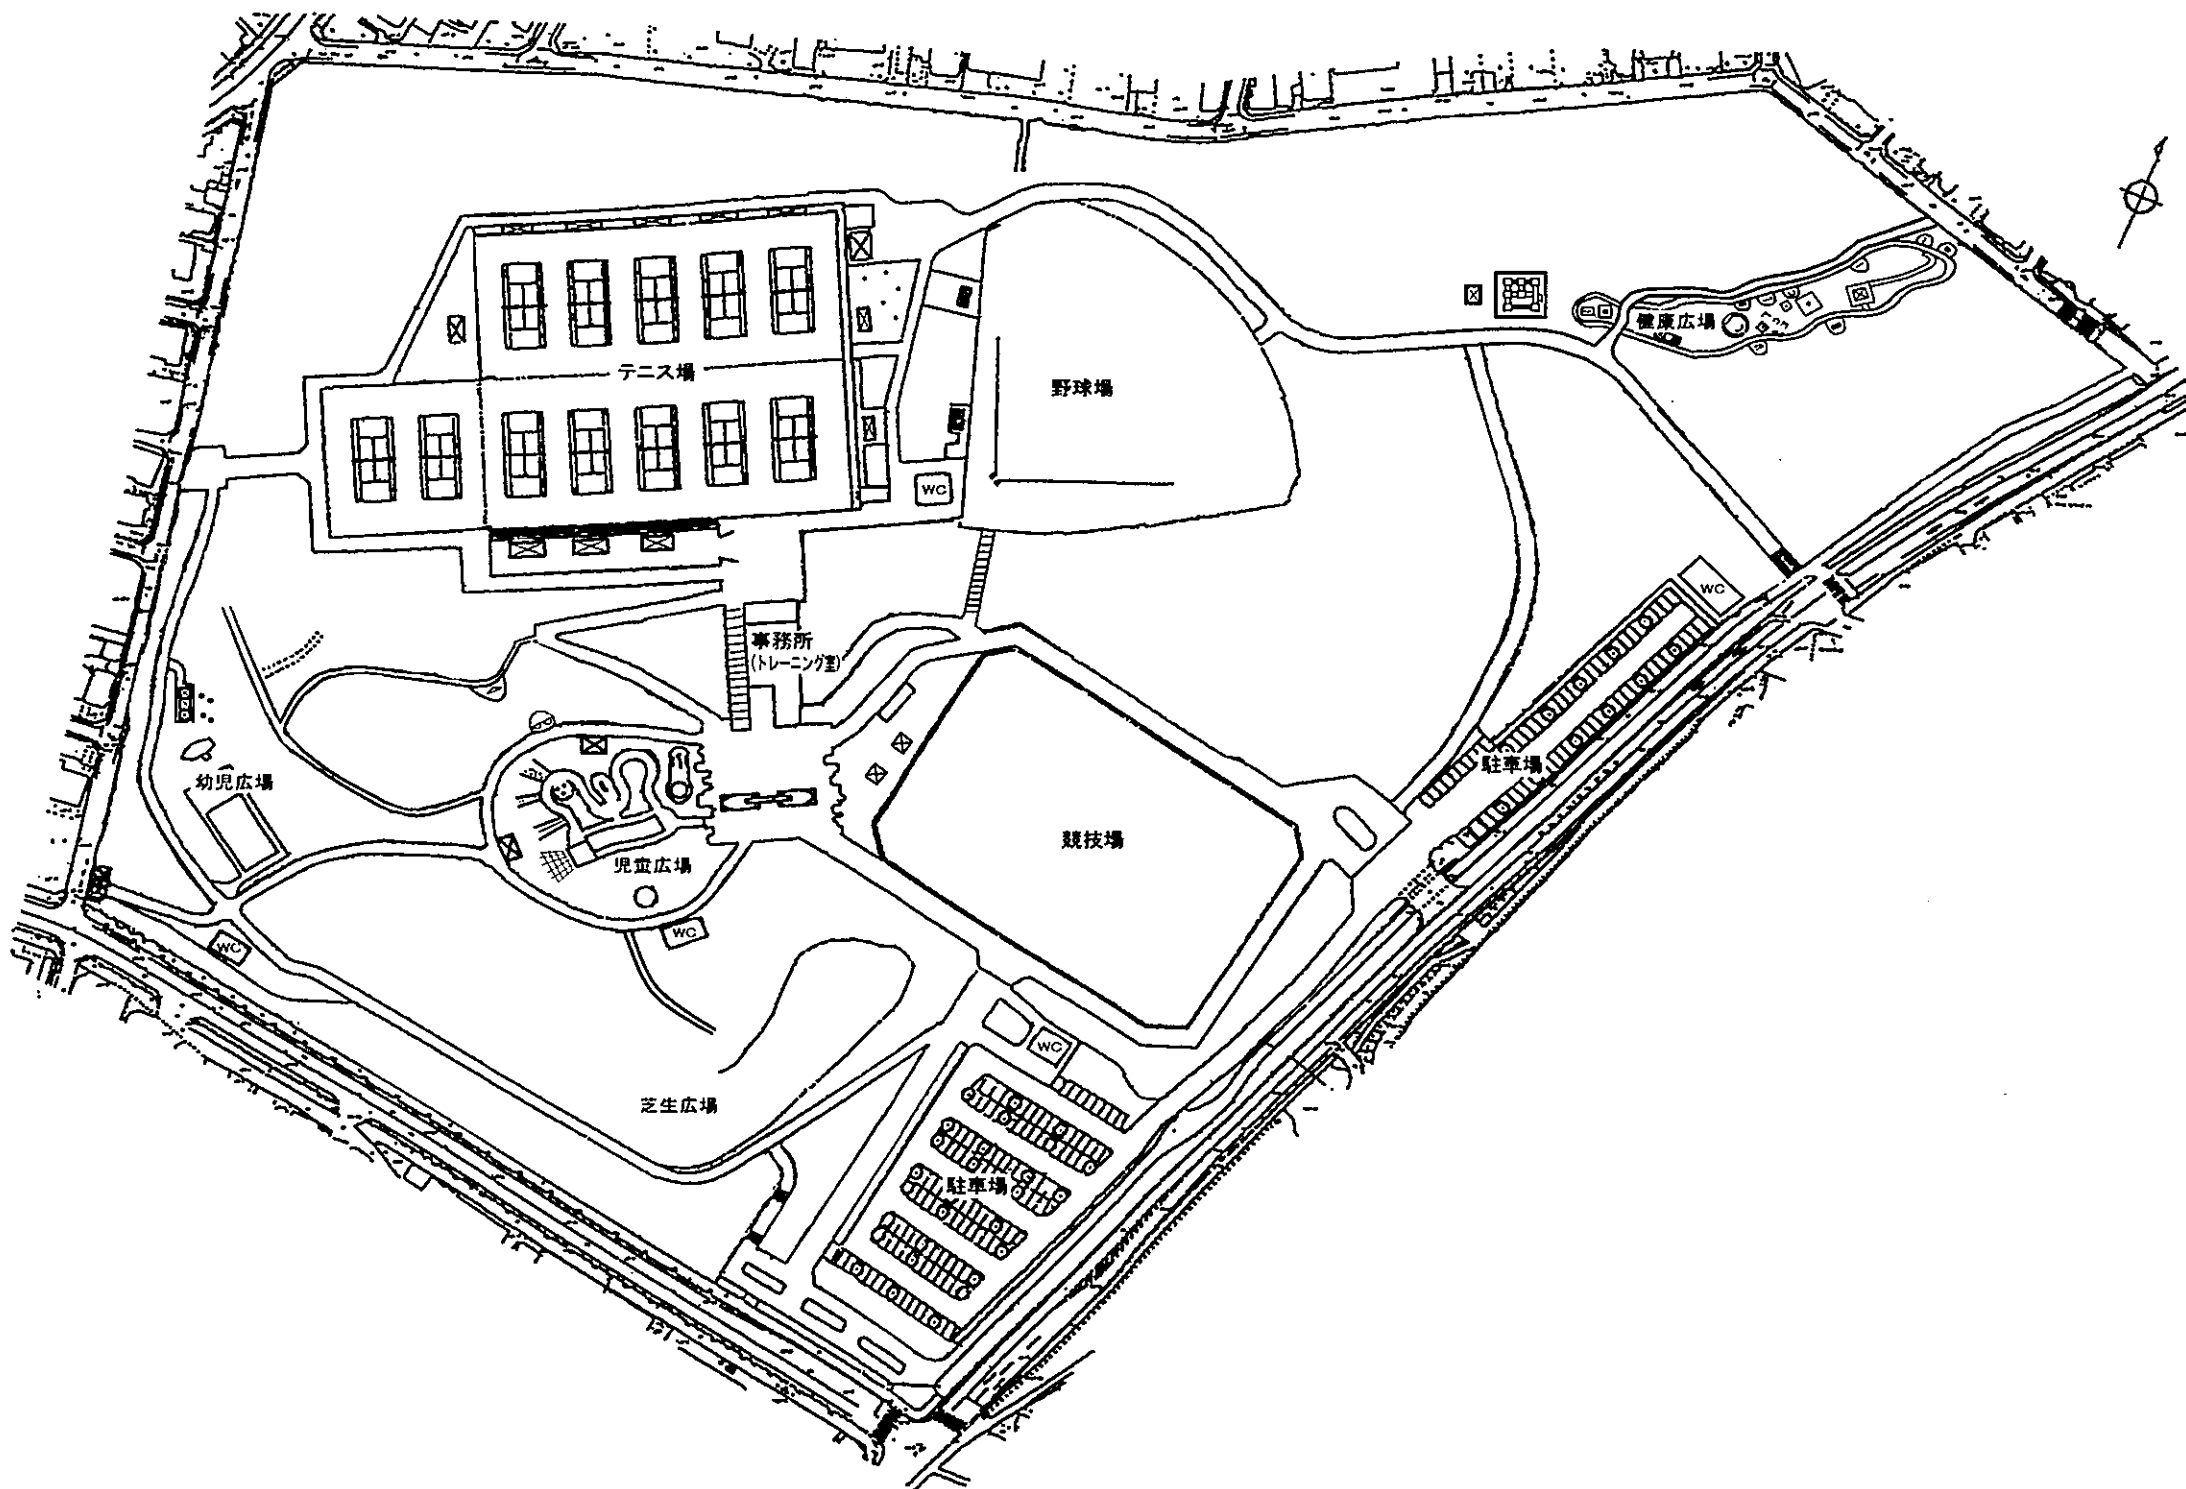 健康広場
テニス場
野球場
WC
WC
事務所
(トレーニング室)
駐車場
幼児広場
競技場
児童広場
WC
WC
WC
芝生広場
駐車場